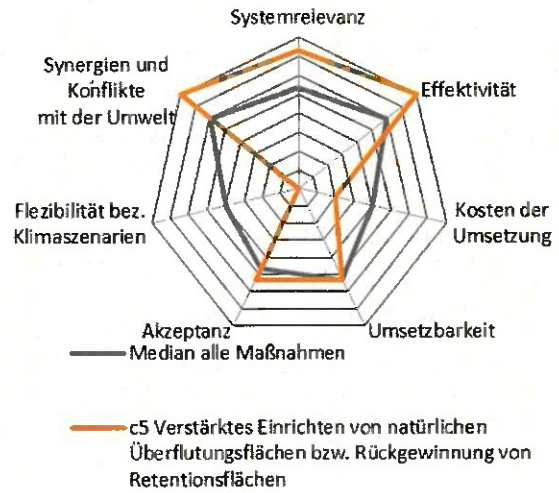 Systemrelevanz
Synergien und
Konflikte
mit der Umwelt
Effektivität
Flezibilität bez.
Klimaszenarien
Kosten der
Umsetzung
Akzeptanz
Umsetzbarkeit
Median alle Maßnahmen
c5 Verstärktes Einrichten von natürlichen
Überflutungsflächen bzw. Rückgewinnung von
Retentionsflächen